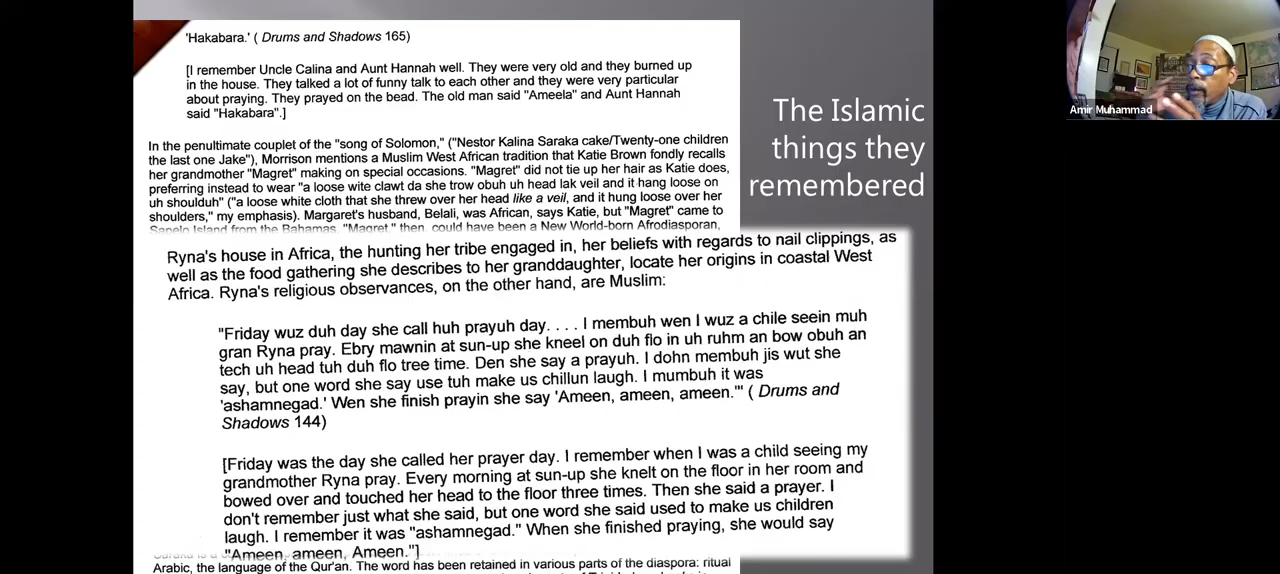 'Hakabara.' ( Drums and Shadows 165)
[I remember Uncle Calina and Aunt Hannah well. They were very old and they burned up
in the house. They talked a lot of funny talk to each other and they were very particular
about praying. They prayed on the bead. The old man said "Ameela" and Aunt Hannah
said "Hakabara".]
In the penultimate couplet of the "song of Solomon," ("Nestor Kalina Saraka cake/Twenty-one children
the last one Jake"), Morrison mentions a Muslim West African tradition that Katie Brown fondly recalls
her grandmother "Magret" making on special occasions. "Magret" did not tie up her hair as Katie does,
preferring instead to wear "a loose wite clawt da she trow obuh uh head lak veil and it hang loose on
uh shoulduh" ("a loose white cloth that she threw over her head like a veil, and it hung loose over her
shoulders," my emphasis). Margaret's husband, Belali, was African, says Katie, but "Magret" came to
Sapelo Island from the Bahamas. "Magret," then, could have been a New World-born Afrodiasporan,
Ryna's house in Africa, the hunting her tribe engaged in, her beliefs with regards to nail clippings, as
well as the food gathering she describes to her granddaughter, locate her origins in coastal West
Africa. Ryna's religious observances, on the other hand, are Muslim:
"Friday wuz duh day she call huh prayuh day. . . . I membuh wen I wuz a chile seein muh
gran Ryna pray. Ebry mawnin at sun-up she kneel on duh flo in uh ruhm an bow obuh an
tech uh head tuh duh flo tree time. Den she say a prayuh. I dohn membuh jis wut she
say, but one word she say use tuh make us chillun laugh. I mumbuh it was
'ashamnegad.' Wen she finish prayin she say 'Ameen, ameen, ameen.'" ( Drums and
Shadows 144)
[Friday was the day she called her prayer day. I remember when I was a child seeing my
grandmother Ryna pray. Every morning at sun-up she knelt on the floor in her room and
bowed over and touched her head to the floor three times. Then she said a prayer. I
don't remember just what she said, but one word she said used to make us children
laugh. I remember it was "ashamnegad." When she finished praying, she would say
"Ameen, ameen, Ameen."]
Arabic, the language of the Qur'an. The word has been retained in various parts of the diaspora: ritual
The Islamic
things they
remembered
Amir Muhammad